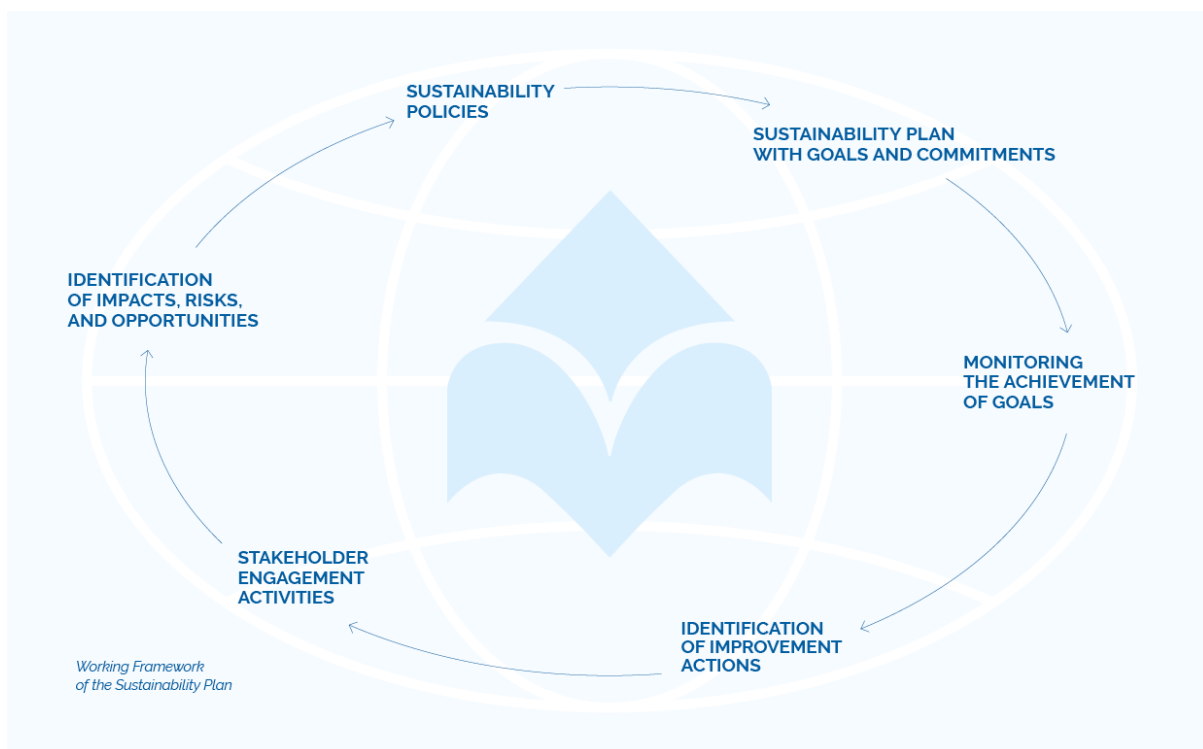 SUSTAINABILITY
POLICIES
SUSTAINABILITY PLAN
WITH GOALS AND COMMITMENTS
MONITORING
THE ACHIEVEMENT
OF GOALS
IDENTIFICATION
OF IMPROVEMENT
ACTIONS
STAKEHOLDER
ENGAGEMENT
ACTIVITIES
IDENTIFICATION
OF IMPACTS, RISKS,
AND OPPORTUNITIES
Working Framework
of the Sustainability Plan